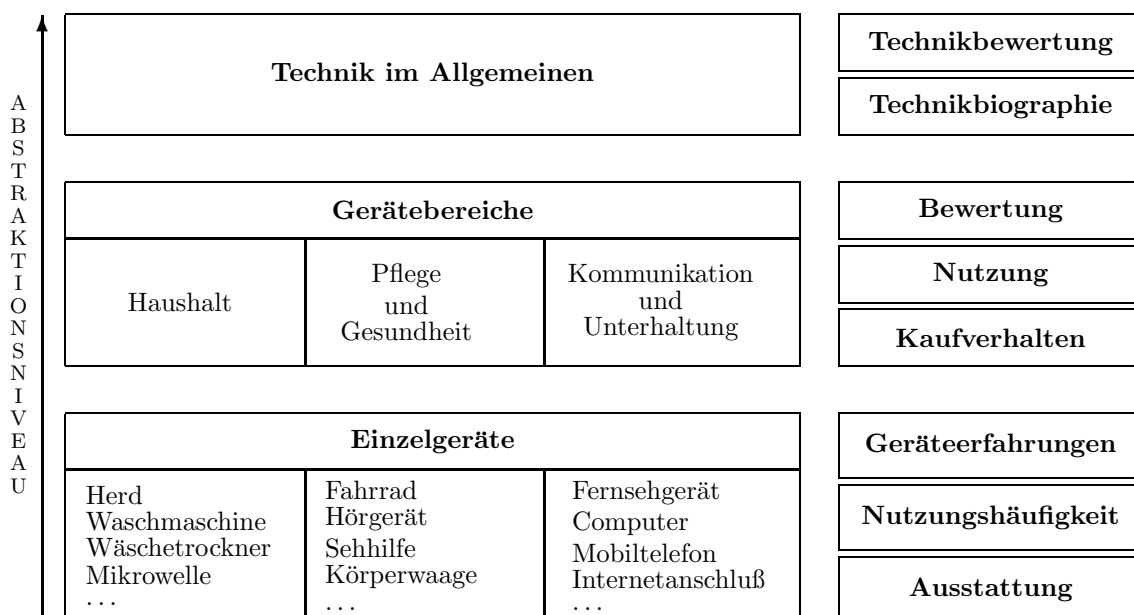 ABSTRAKTIONSNIVEAU
Technik im Allgemeinen
Technikbewertung
Technikbiographie
Gerätebereiche
Haushalt
Pflege
und
Gesundheit
Kommunikation
und
Unterhaltung
Bewertung
Nutzung
Kaufverhalten
Einzelgeräte
Herd
Waschmaschine
Wäschetrockner
Mikrowelle
...
Fahrrad
Hörgerät
Sehhilfe
Körperwaage
...
Fernsehgerät
Computer
Mobiltelefon
Internetanschluß
...
Geräteerfahrungen
Nutzungshäufigkeit
Ausstattung